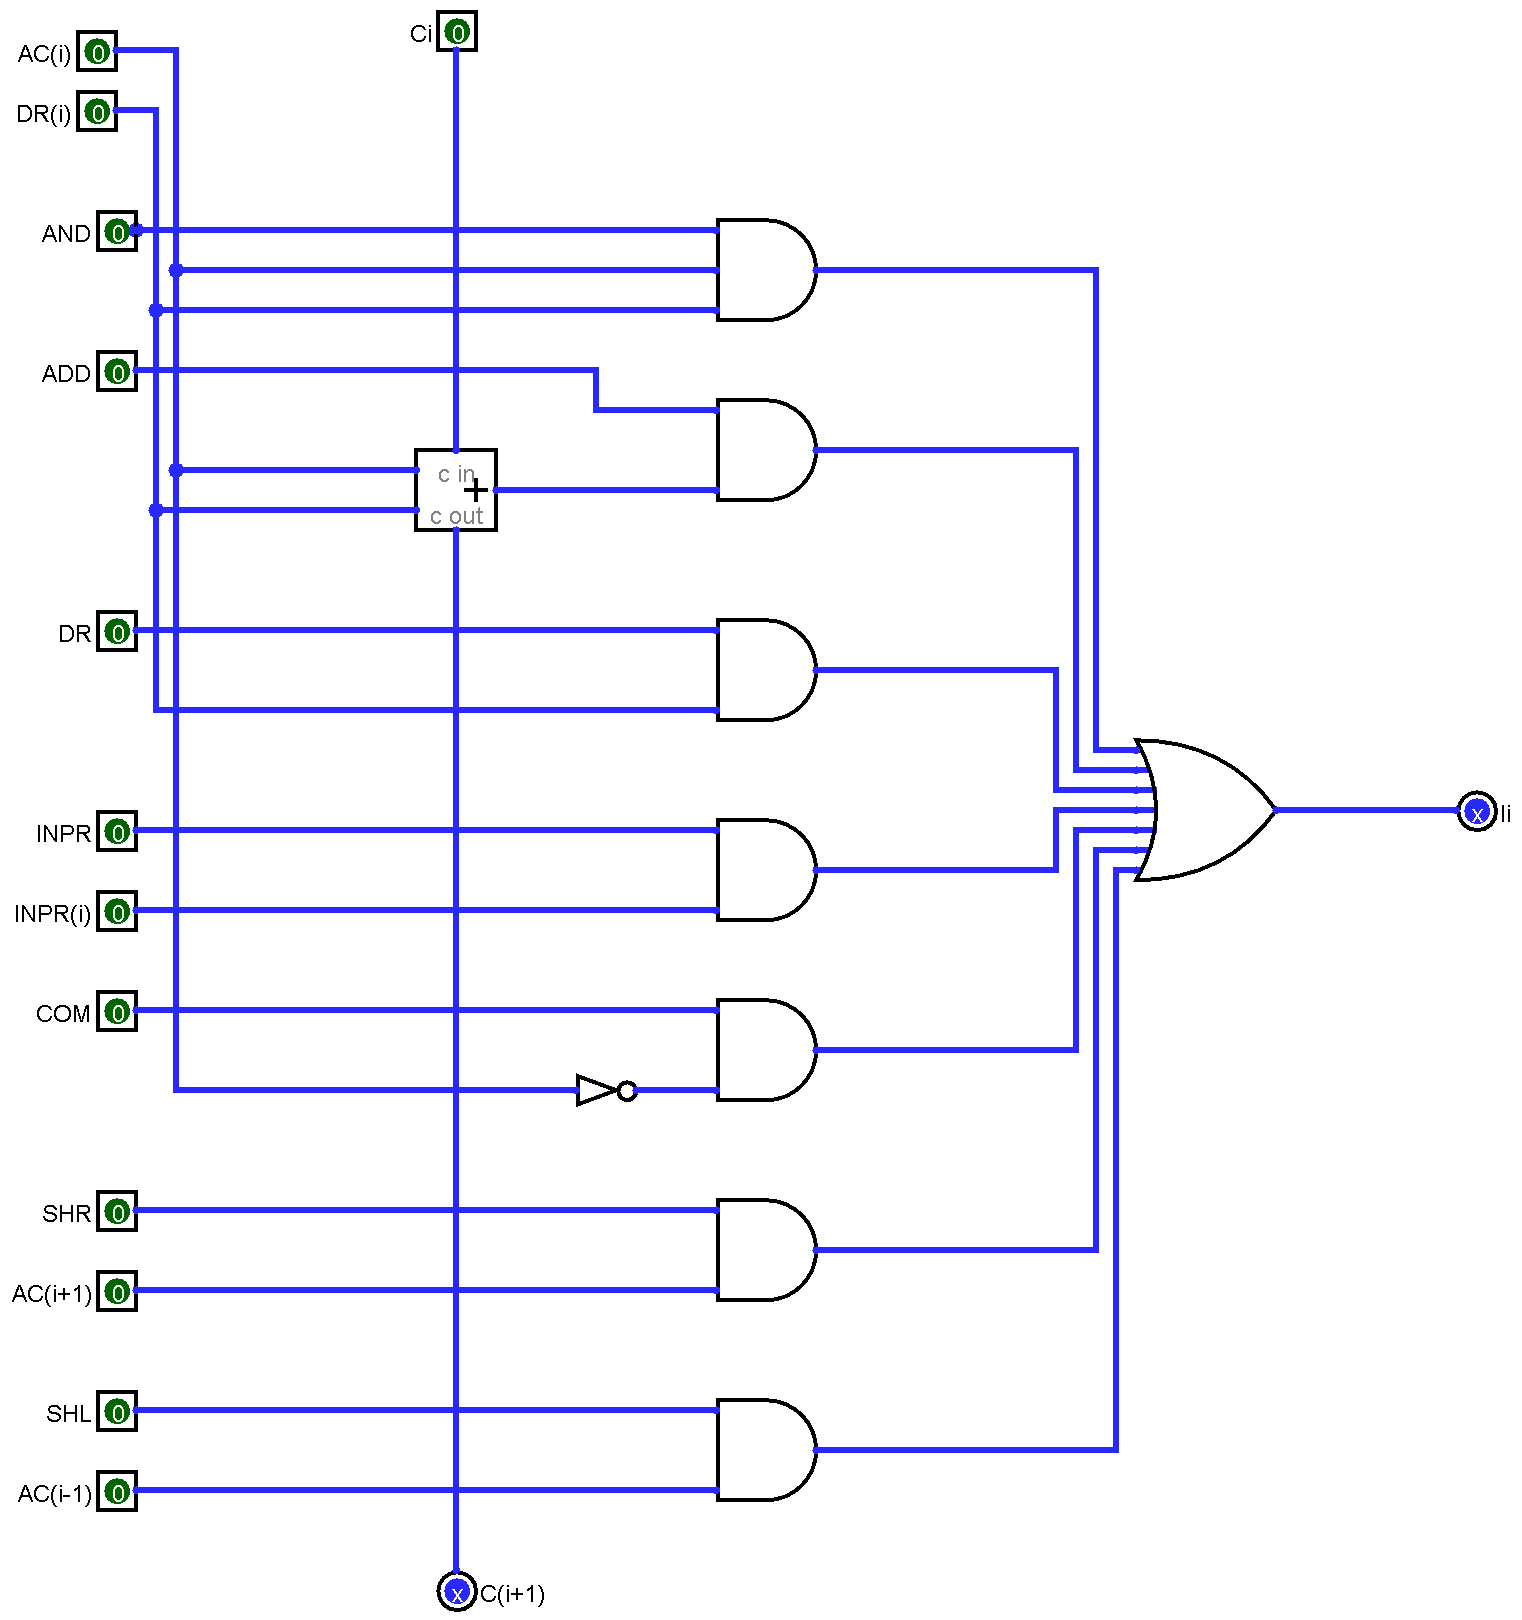 Ci 0
AC(i) 0
DR(i) 0
AND 0
ADD 0
c in
+
c out
DR 0
INPR 0
x Ii
INPR(i) 0
COM 0
SHR 0
AC(i+1) 0
SHL 0
AC(i-1) 0
x C(i+1)